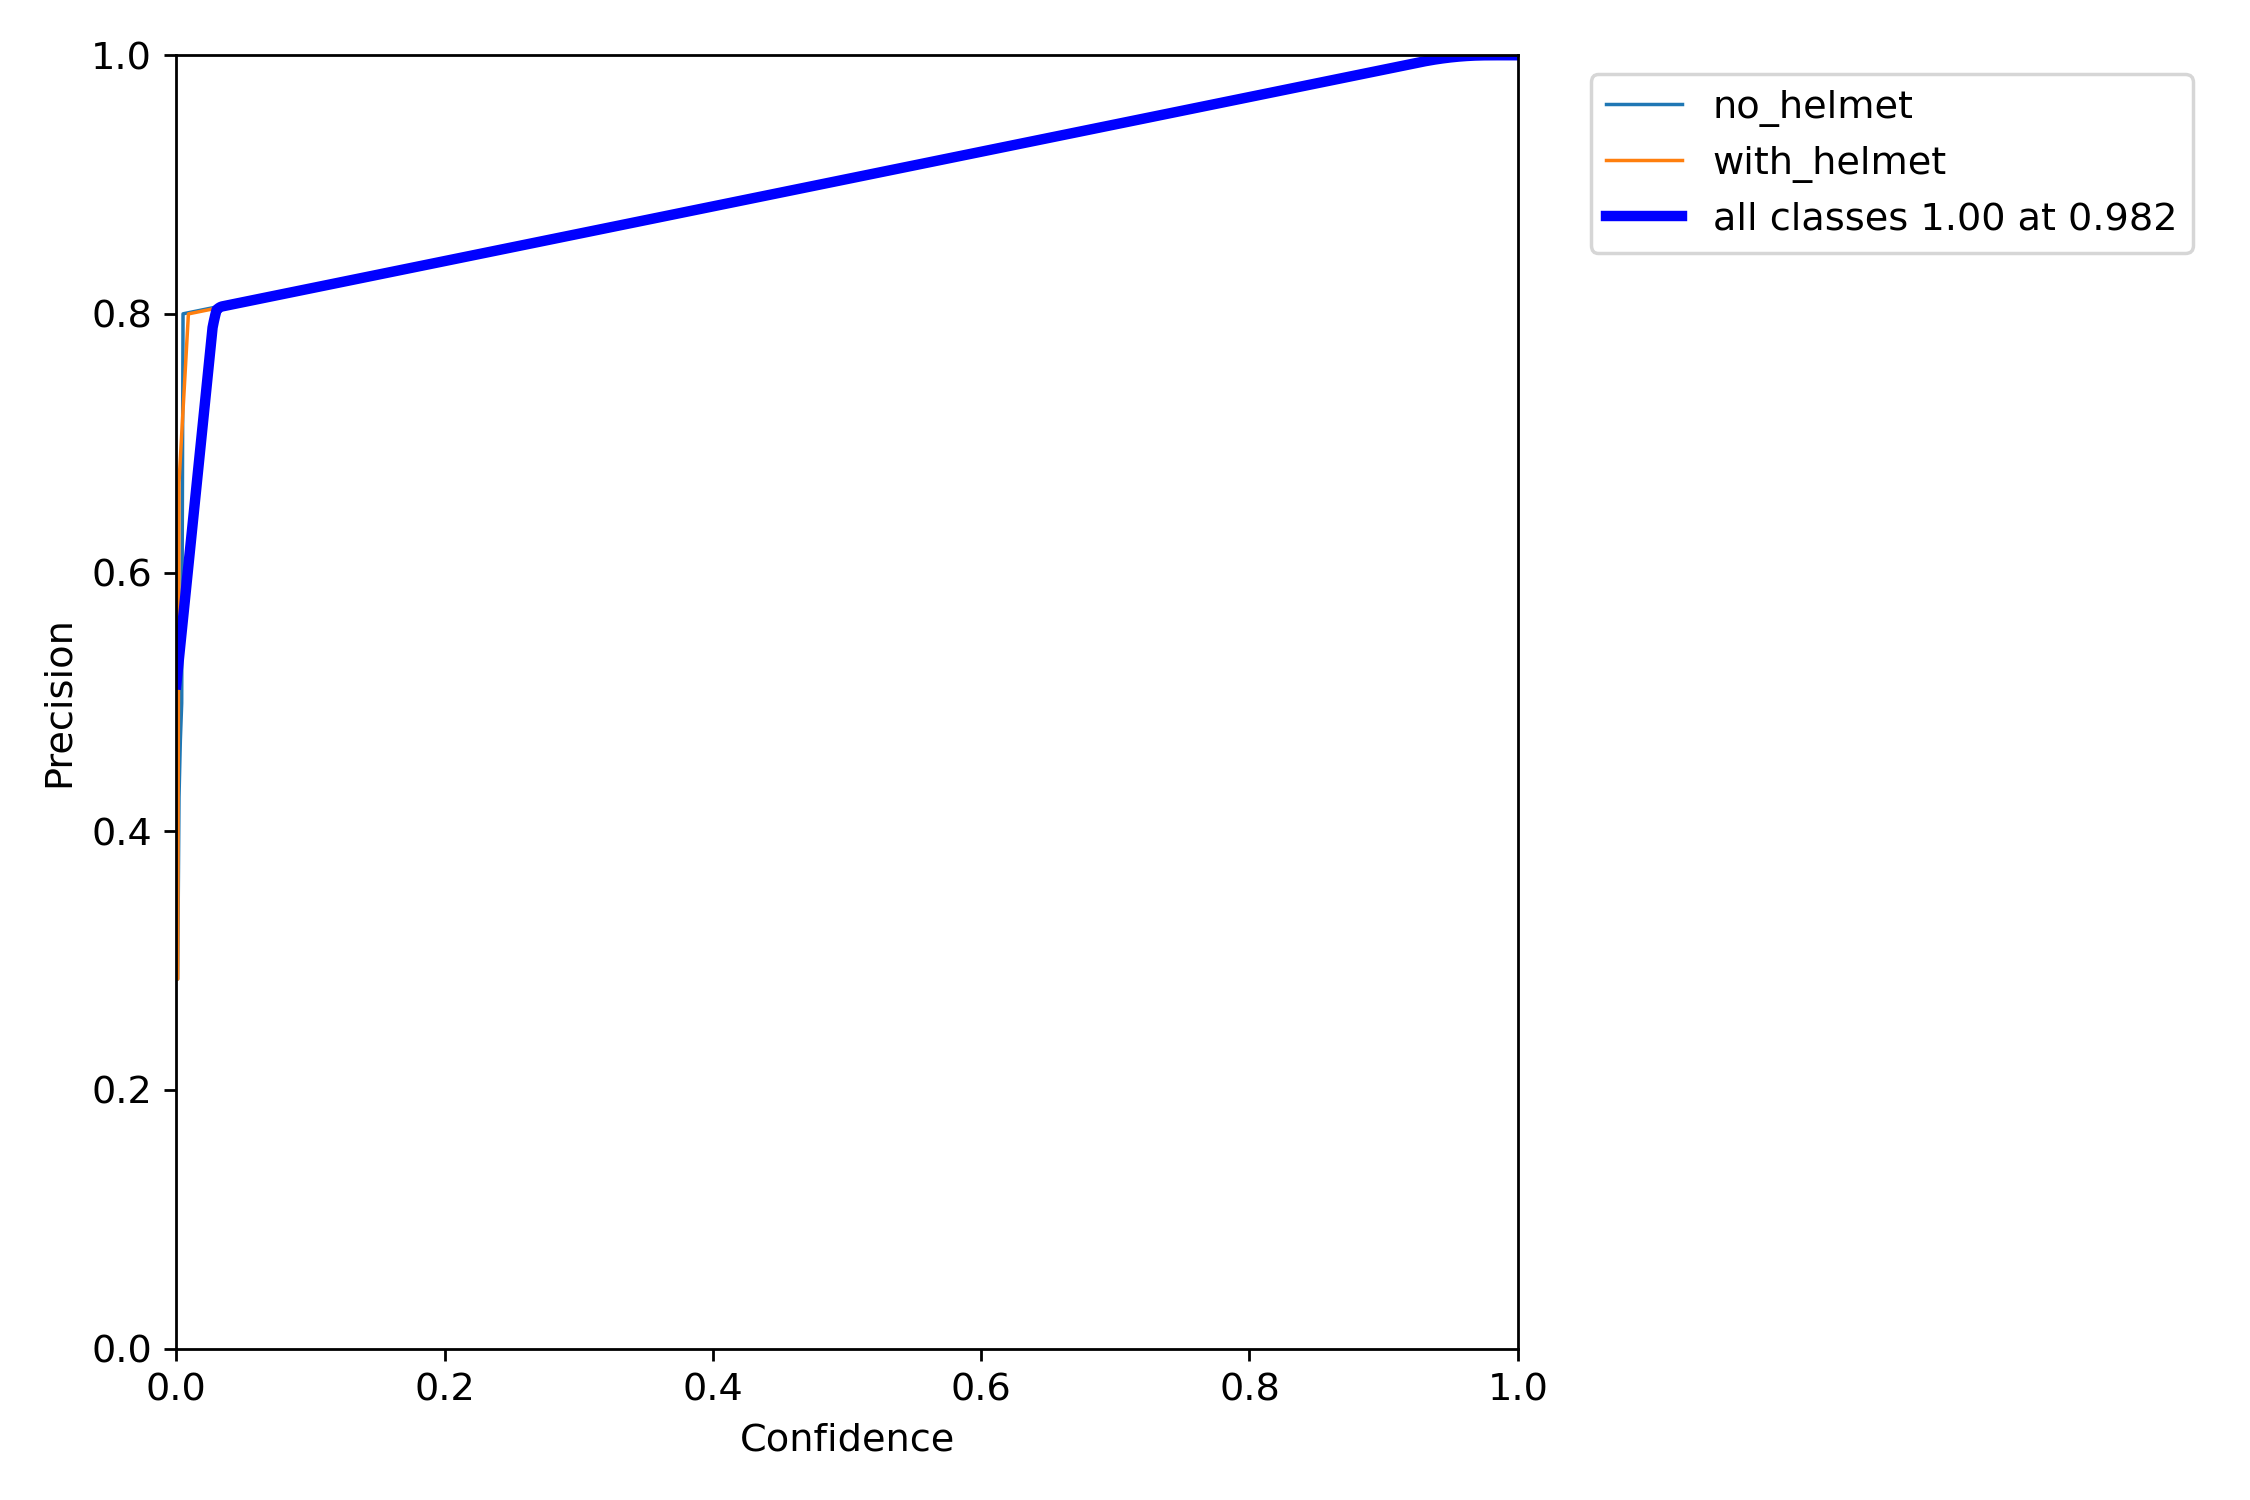 1.0
0.8
0.6
0.4
0.2
0.0
Precision
0.0 0.2 0.4 0.6 0.8 1.0
Confidence
no_helmet
with_helmet
all classes 1.00 at 0.982